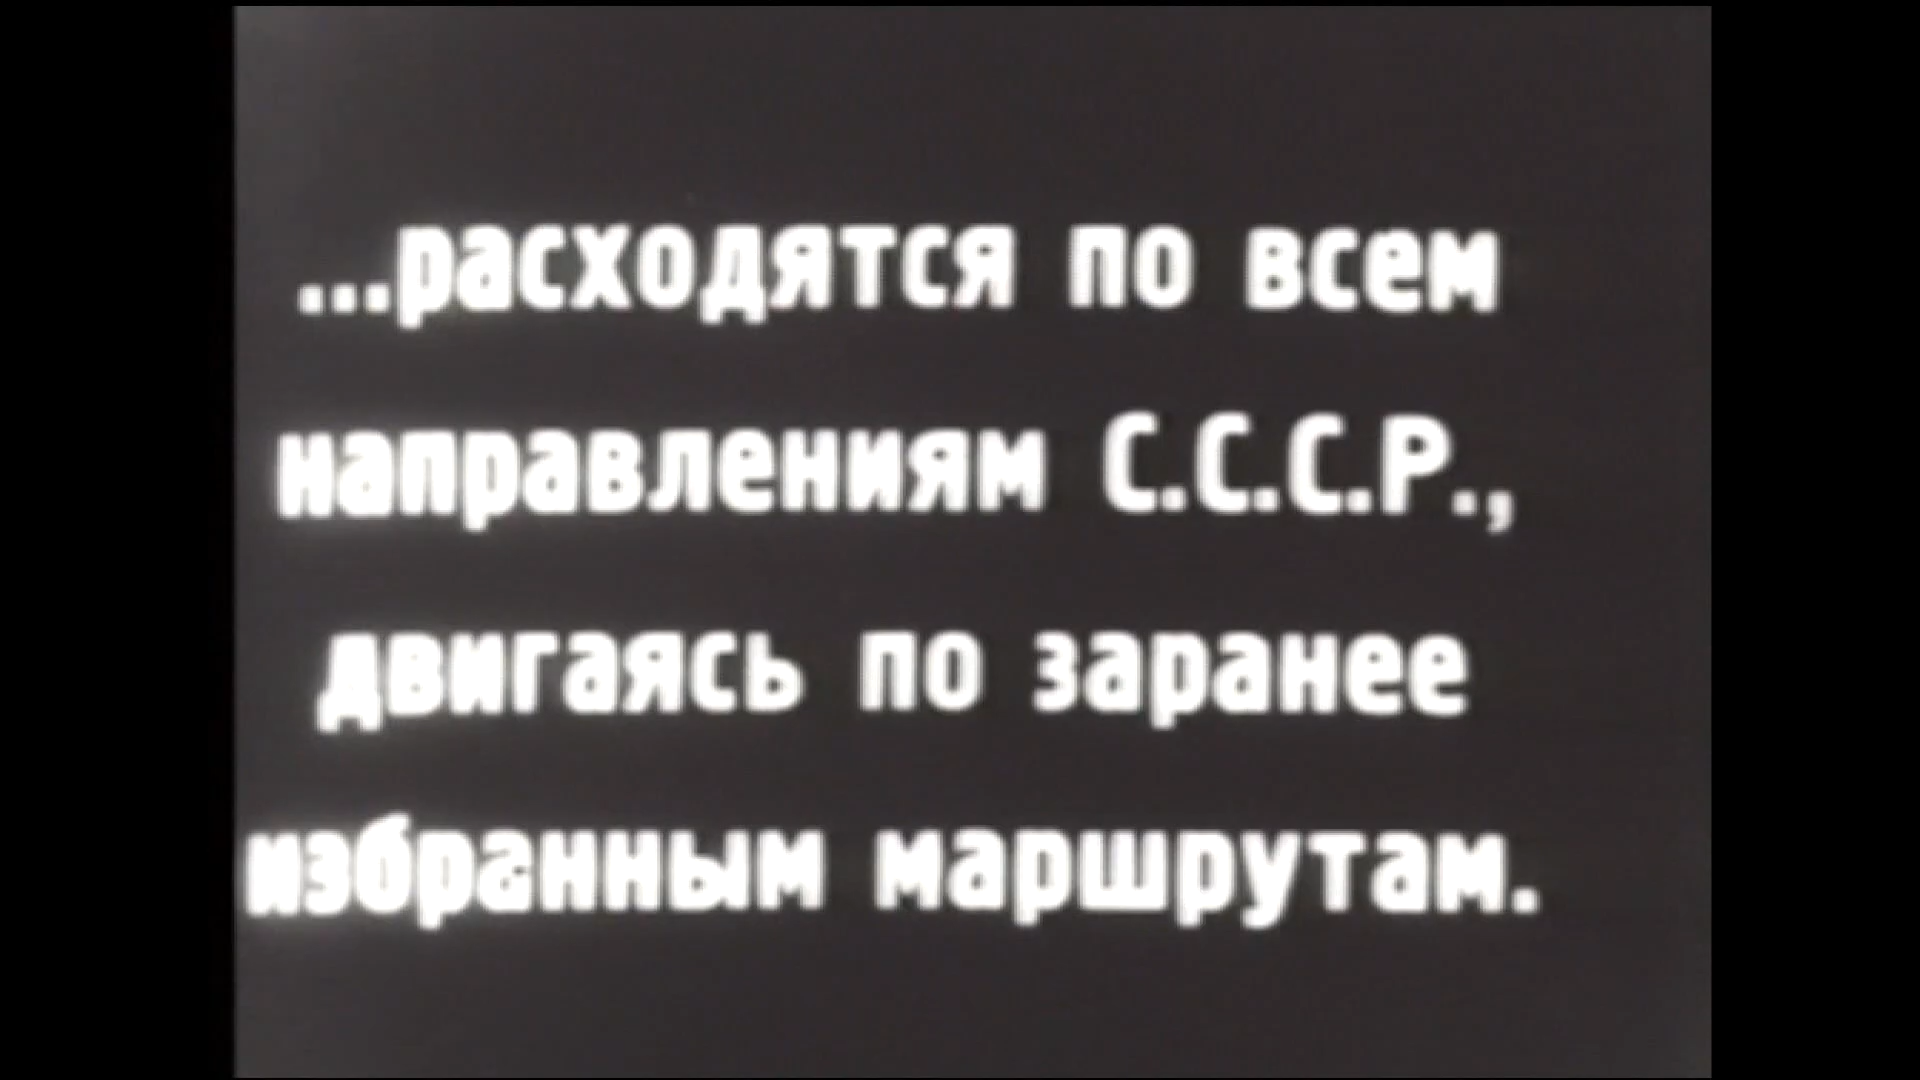 ...расходятся по всем
направлениям С.С.С.Р.,
двигаясь по заранее
избранным маршрутам.